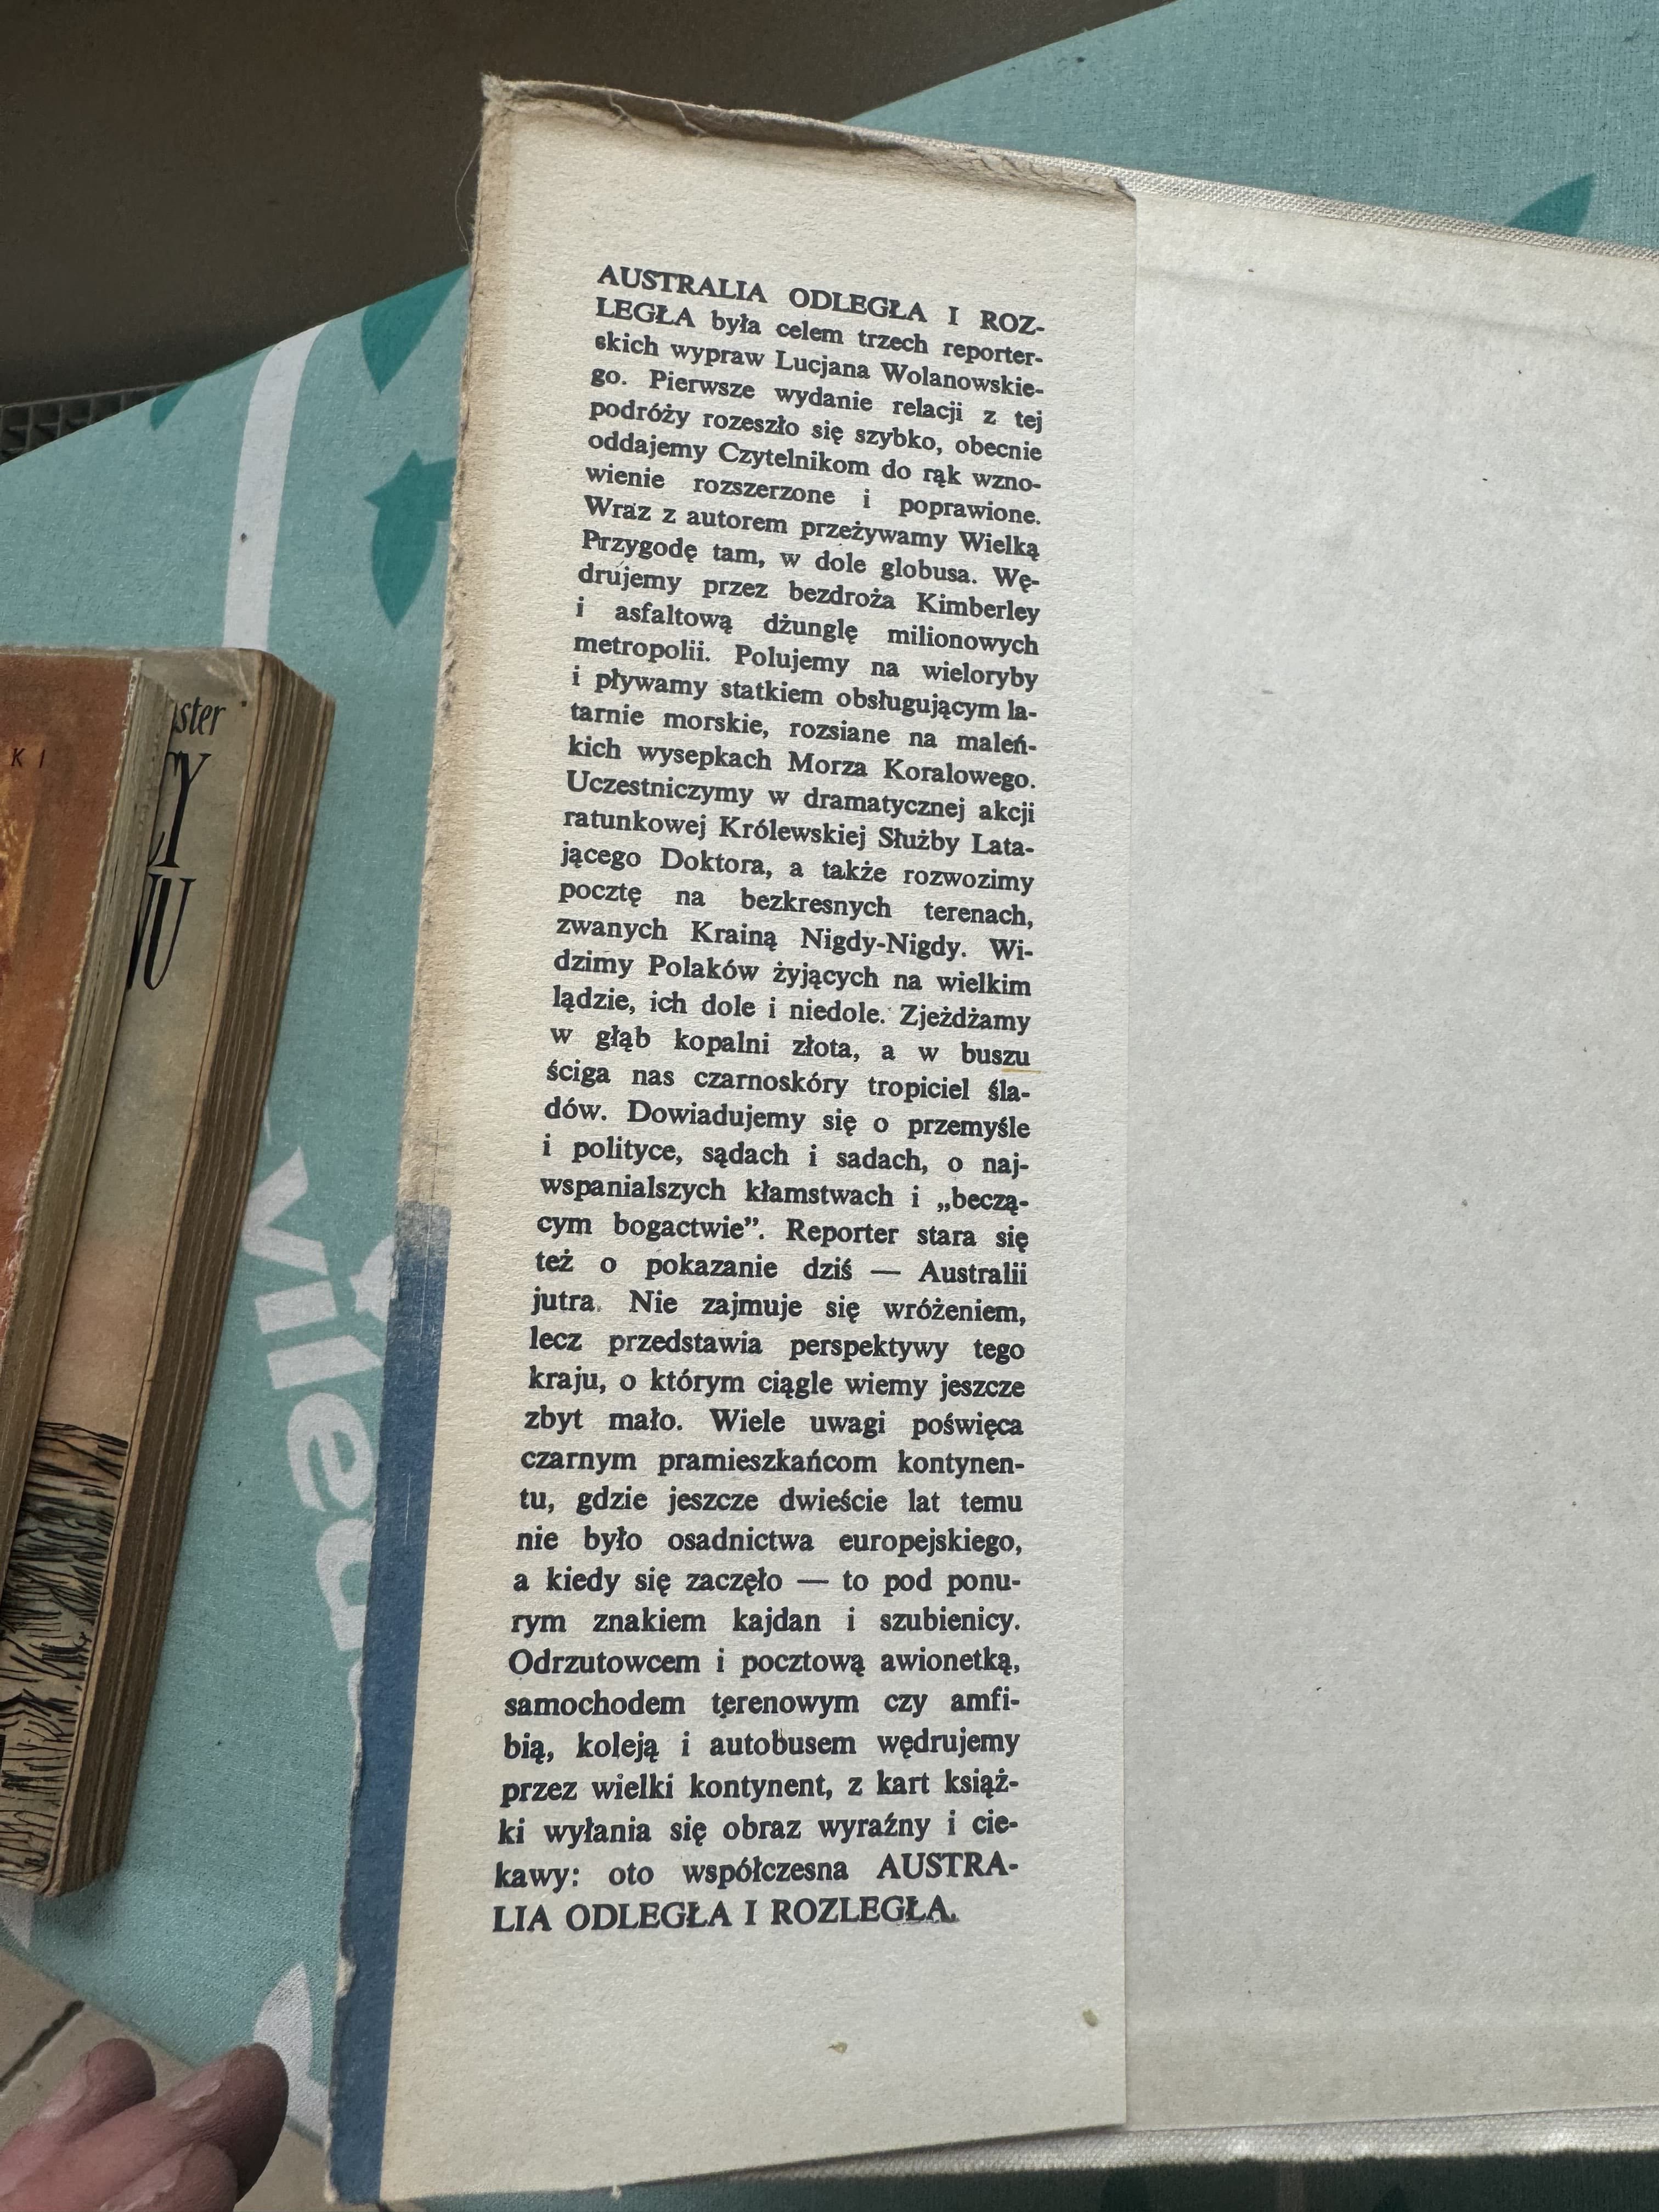 AUSTRALIA ODLEGŁA I ROZ-
LEGŁA była celem trzech reporter-
skich wypraw Lucjana Wolanowskie-
go. Pierwsze wydanie relacji z tej
podróży rozeszło się szybko, obecnie
oddajemy Czytelnikom do rąk wzno-
wienie rozszerzone i poprawione.
Wraz z autorem przeżywamy Wielką
Przygodę tam, w dole globusa. Wę-
drujemy przez bezdroża Kimberley
i asfaltową dżunglę milionowych
metropolii. Polujemy na wieloryby
i pływamy statkiem obsługującym la-
tarnie morskie, rozsiane na maleń-
kich wysepkach Morza Koralowego.
Uczestniczymy w dramatycznej akcji
ratunkowej Królewskiej Służby Lata-
jącego Doktora, a także rozwozimy
pocztę na bezkresnych terenach,
zwanych Krainą Nigdy-Nigdy. Wi-
dzimy Polaków żyjących na wielkim
lądzie, ich dole i niedole. Zjeżdżamy
w głąb kopalni złota, a w buszu
ściga nas czarnoskóry tropiciel śla-
dów. Dowiadujemy się o przemyśle
i polityce, sądach i sadach, o naj-
wspanialszych kłamstwach i „beczą-
cym bogactwie”. Reporter stara się
też o pokazanie dziś — Australii
jutra. Nie zajmuje się wróżeniem,
lecz przedstawia perspektywy tego
kraju, o którym ciągle wiemy jeszcze
zbyt mało. Wiele uwagi poświęca
czarnym pramieszkańcom kontynen-
tu, gdzie jeszcze dwieście lat temu
nie było osadnictwa europejskiego,
a kiedy się zaczęło — to pod ponu-
rym znakiem kajdan i szubienicy.
Odrzutowcem i pocztową awionetką,
samochodem terenowym czy amfi-
bią, koleją i autobusem wędrujemy
przez wielki kontynent, z kart książ-
ki wyłania się obraz wyraźny i cie-
kawy: oto współczesna AUSTRA-
LIA ODLEGŁA I ROZLEGŁA.
KI
ster